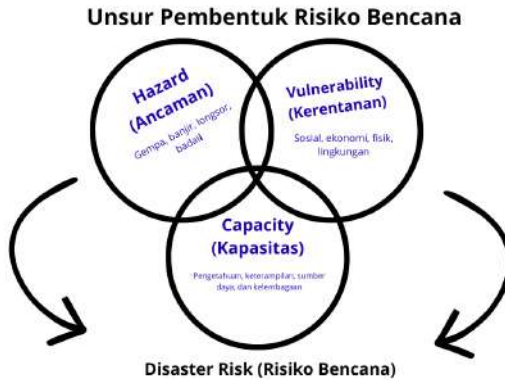 Unsur Pembentuk Risiko Bencana
Hazard
(Ancaman)
Gempa, banjir, longsor,
badai
Vulnerability
(Kerentanan)
Sosial, ekonomi, fisik,
lingkungan
Capacity
(Kapasitas)
Pengetahuan, keterampilan, sumber
daya, dan kelembagaan
Disaster Risk (Risiko Bencana)